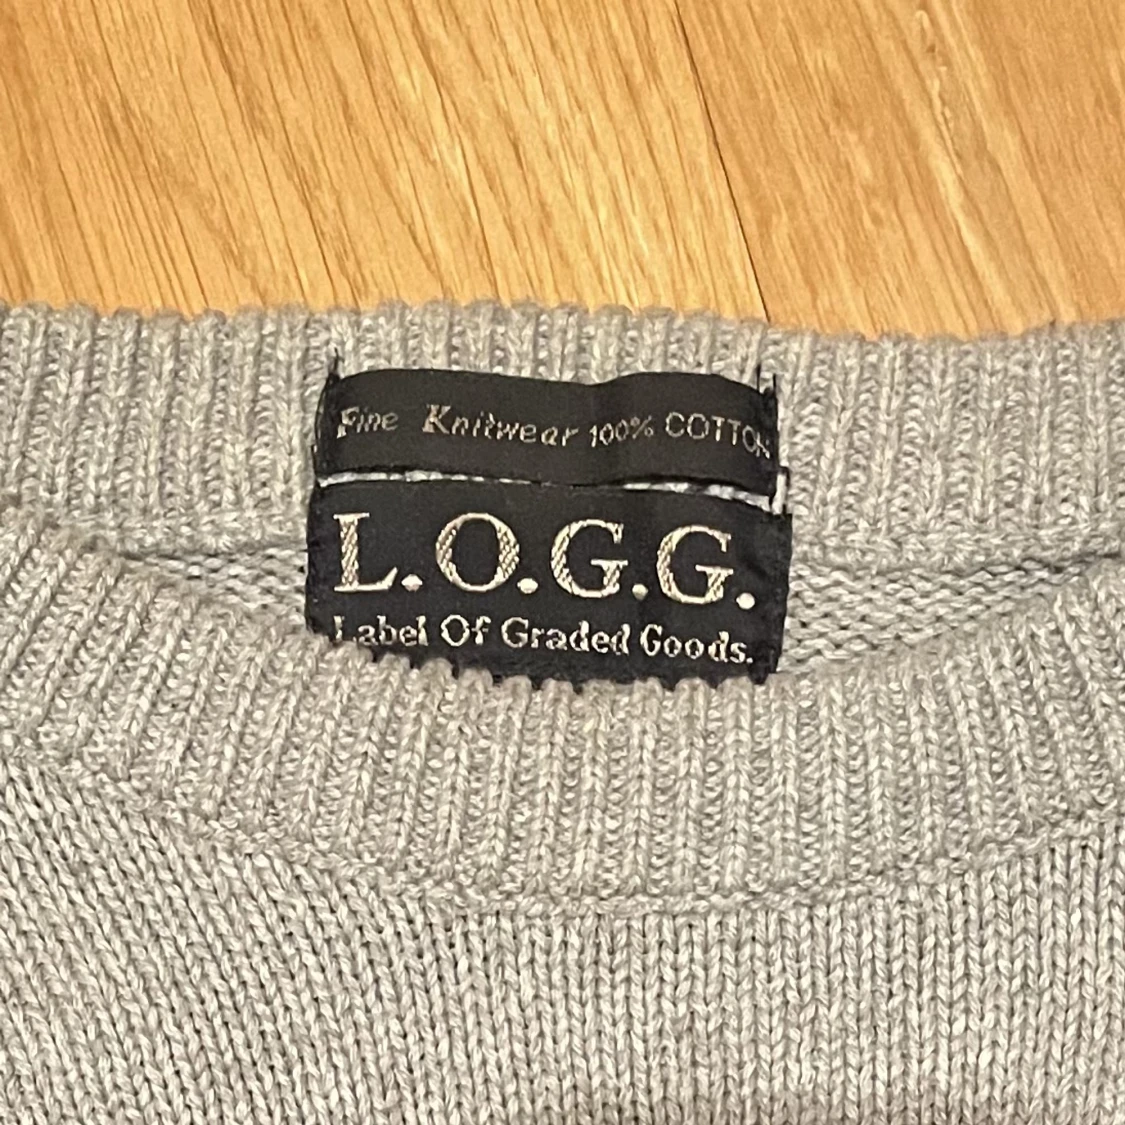 Fine Knitwear 100% COTTON
L.O.G.G.
Label Of Graded Goods.